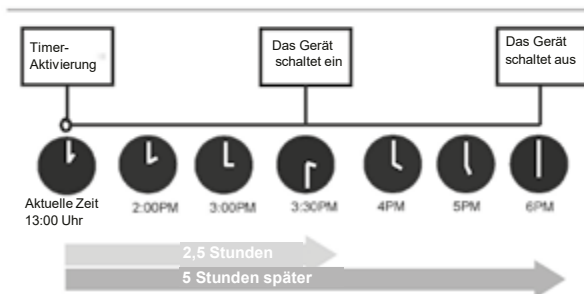 Timer-
Aktivierung
Das Gerät
schaltet ein
Das Gerät
schaltet aus
Aktuelle Zeit
13:00 Uhr
2:00PM
3:00PM
3:30PM
4PM
5PM
6PM
2,5 Stunden
5 Stunden später